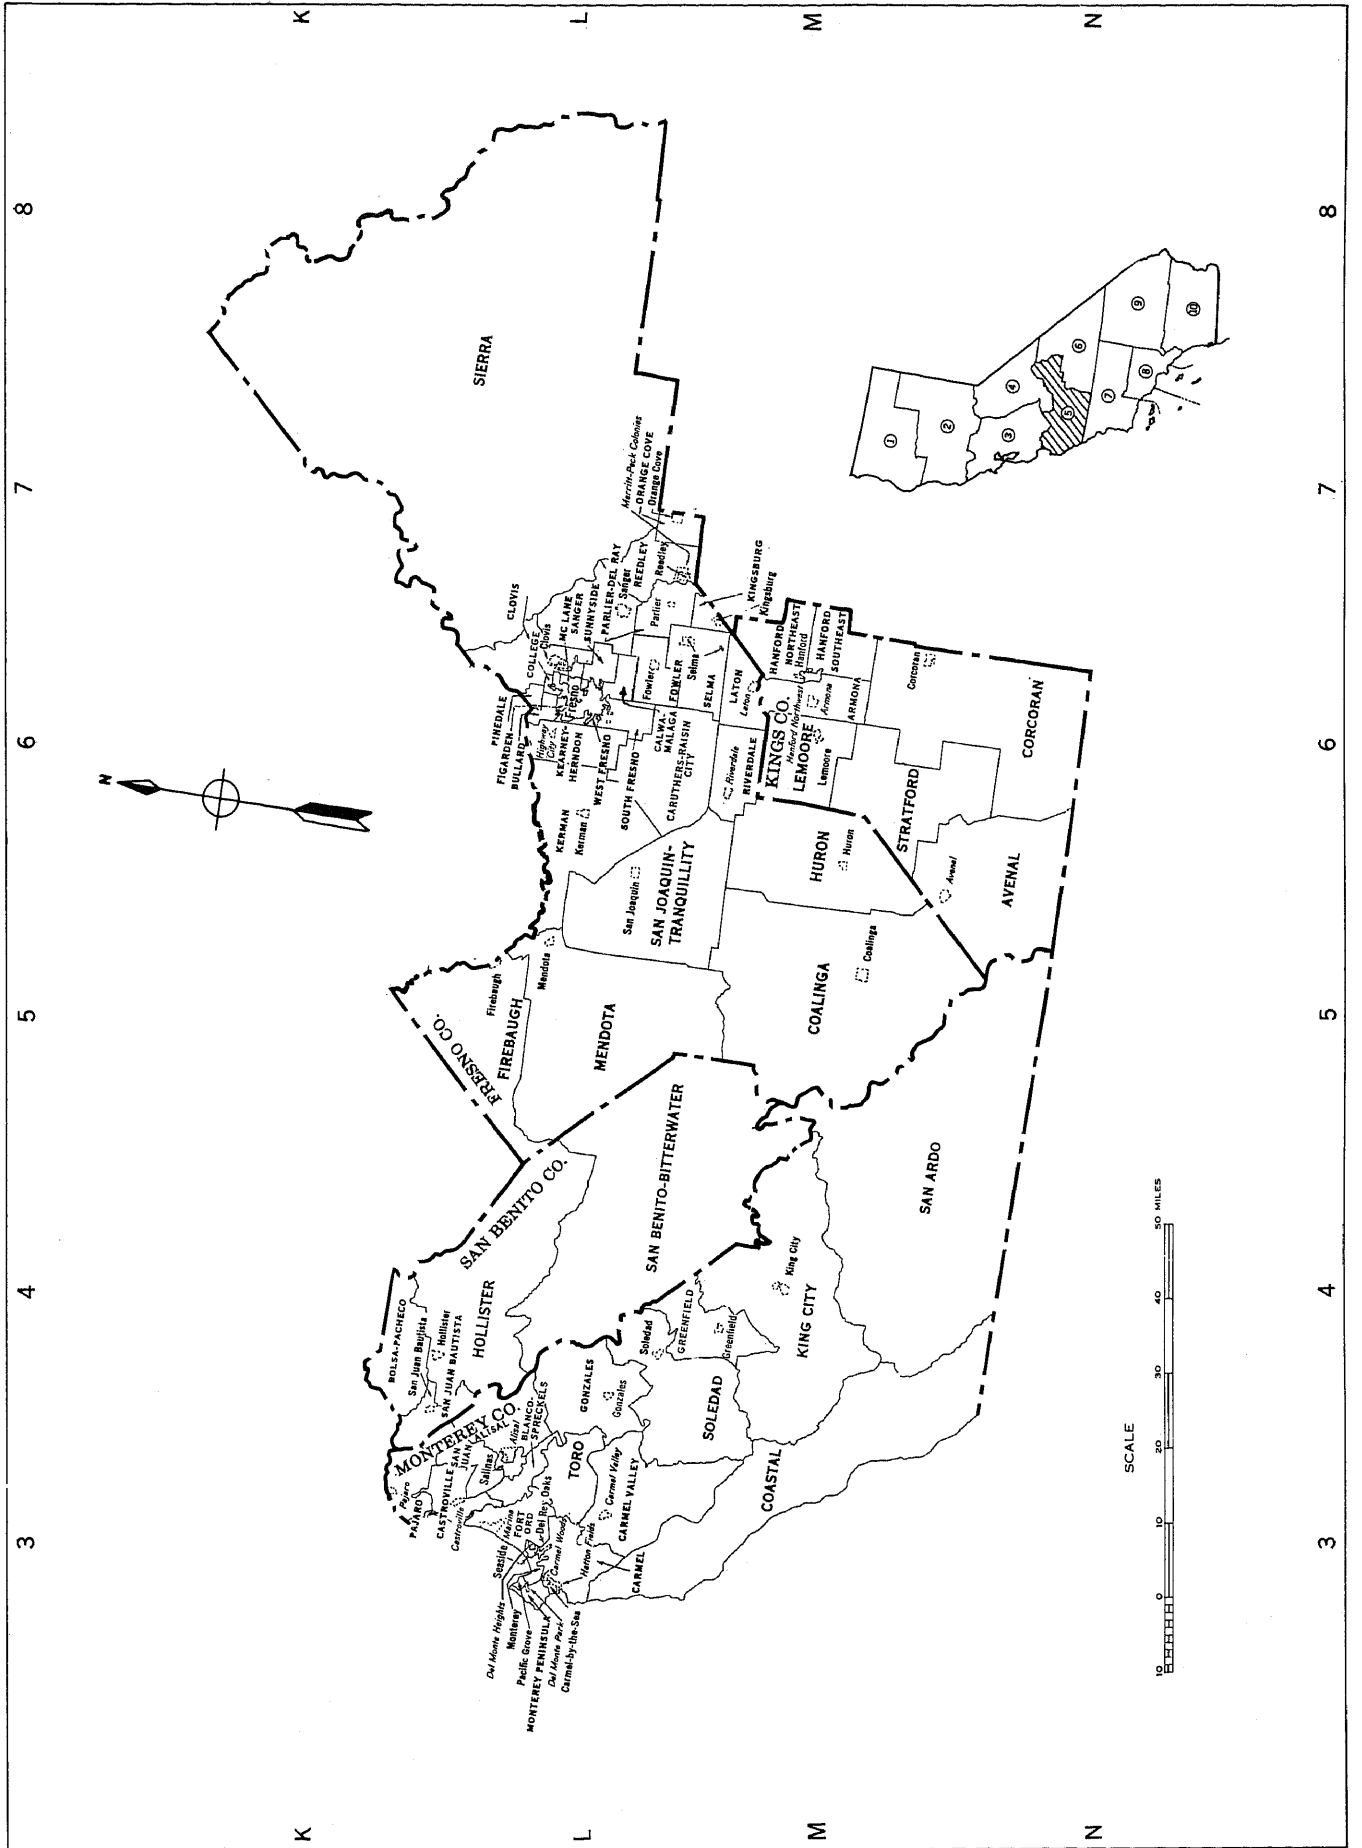 K
L
M
N
8
8
7
7
6
6
5
5
4
4
3
3
K
L
M
N
N
SIERRA
FRESNO CO.
SAN BENITO CO.
MONTEREY CO.
KINGS CO.
Merritt-Peck Colonies
ORANGE COVE
Orange Cove
CLOVIS
COLLEGE
Clovis
MC LANE
SANGER
SUNNYSIDE
PARLIER-DEL RAY
Sanger
REEDLEY
Reedley
Parlier
KINGSBURG
Kingsburg
PINEDALE
FIGARDEN
BULLARD
Highway
City
Fresno
KEARNEY-
HERNDON
WEST FRESNO
SOUTH FRESNO
Fowler
FOWLER
Selma
SELMA
CALWA-
MALAGA
CARUTHERS-RAISIN
CITY
LATON
Laton
Riverdale
RIVERDALE
KERMAN
Kerman
San Joaquin
SAN JOAQUIN-
TRANQUILLITY
HANFORD
NORTHEAST
Hanford
HANFORD
SOUTHEAST
Hanford Northwest
Armona
ARMONA
LEMOORE
Lemoore
Corcoran
CORCORAN
STRATFORD
HURON
Huron
Avenal
AVENAL
Coalinga
COALINGA
Firebaugh
FIREBAUGH
Mendota
MENDOTA
SAN BENITO-BITTERWATER
BOLSA-PACHECO
San Juan Bautista
Hollister
SAN JUAN BAUTISTA
HOLLISTER
SAN ARDO
King City
KING CITY
Soledad
GREENFIELD
Greenfield
SOLEDAD
GONZALES
Gonzales
Pajaro
PAJARO
CASTROVILLE
Castroville
SAN
JUAN
ALISAL
Alisal
Salinas
BLANCO-
SPRECKELS
TORO
Marina
FORT
ORD
Seaside
Del Rey Oaks
Carmel Valley
CARMEL VALLEY
Carmel Woods
Hatton Fields
CARMEL
COASTAL
Del Monte Heights
Monterey
Pacific Grove
MONTEREY PENINSULA
Del Monte Park
Carmel-by-the-Sea
SCALE
10 0 10 20 30 40 50 MILES
1
2
3
4
5
6
7
8
9
10